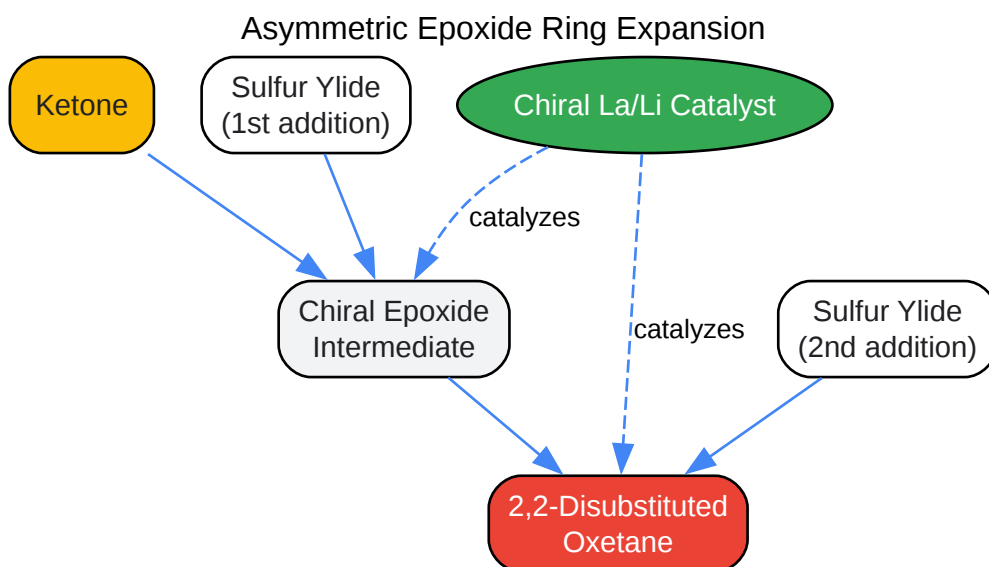 Asymmetric Epoxide Ring Expansion
Ketone
Sulfur Ylide
(1st addition)
Chiral La/Li Catalyst
catalyzes
Chiral Epoxide
Intermediate
catalyzes
Sulfur Ylide
(2nd addition)
2,2-Disubstituted
Oxetane